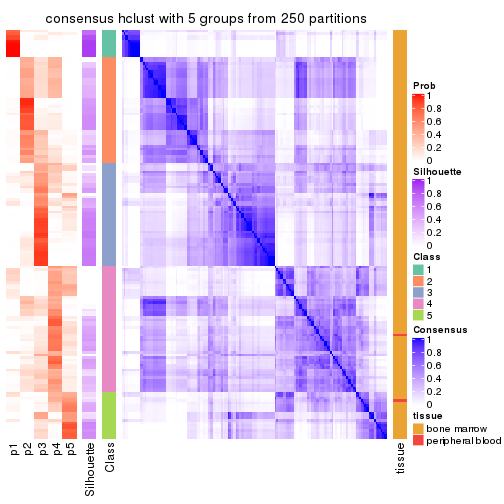 consensus hclust with 5 groups from 250 partitions
Prob
1
0.8
0.6
0.4
0.2
0
Silhouette
1
0.8
0.6
0.4
0.2
0
Class
1
2
3
4
5
Consensus
1
0.8
0.6
0.4
0.2
0
tissue
bone marrow
peripheral blood
p1
p2
p3
p4
p5
Silhouette
Class
tissue